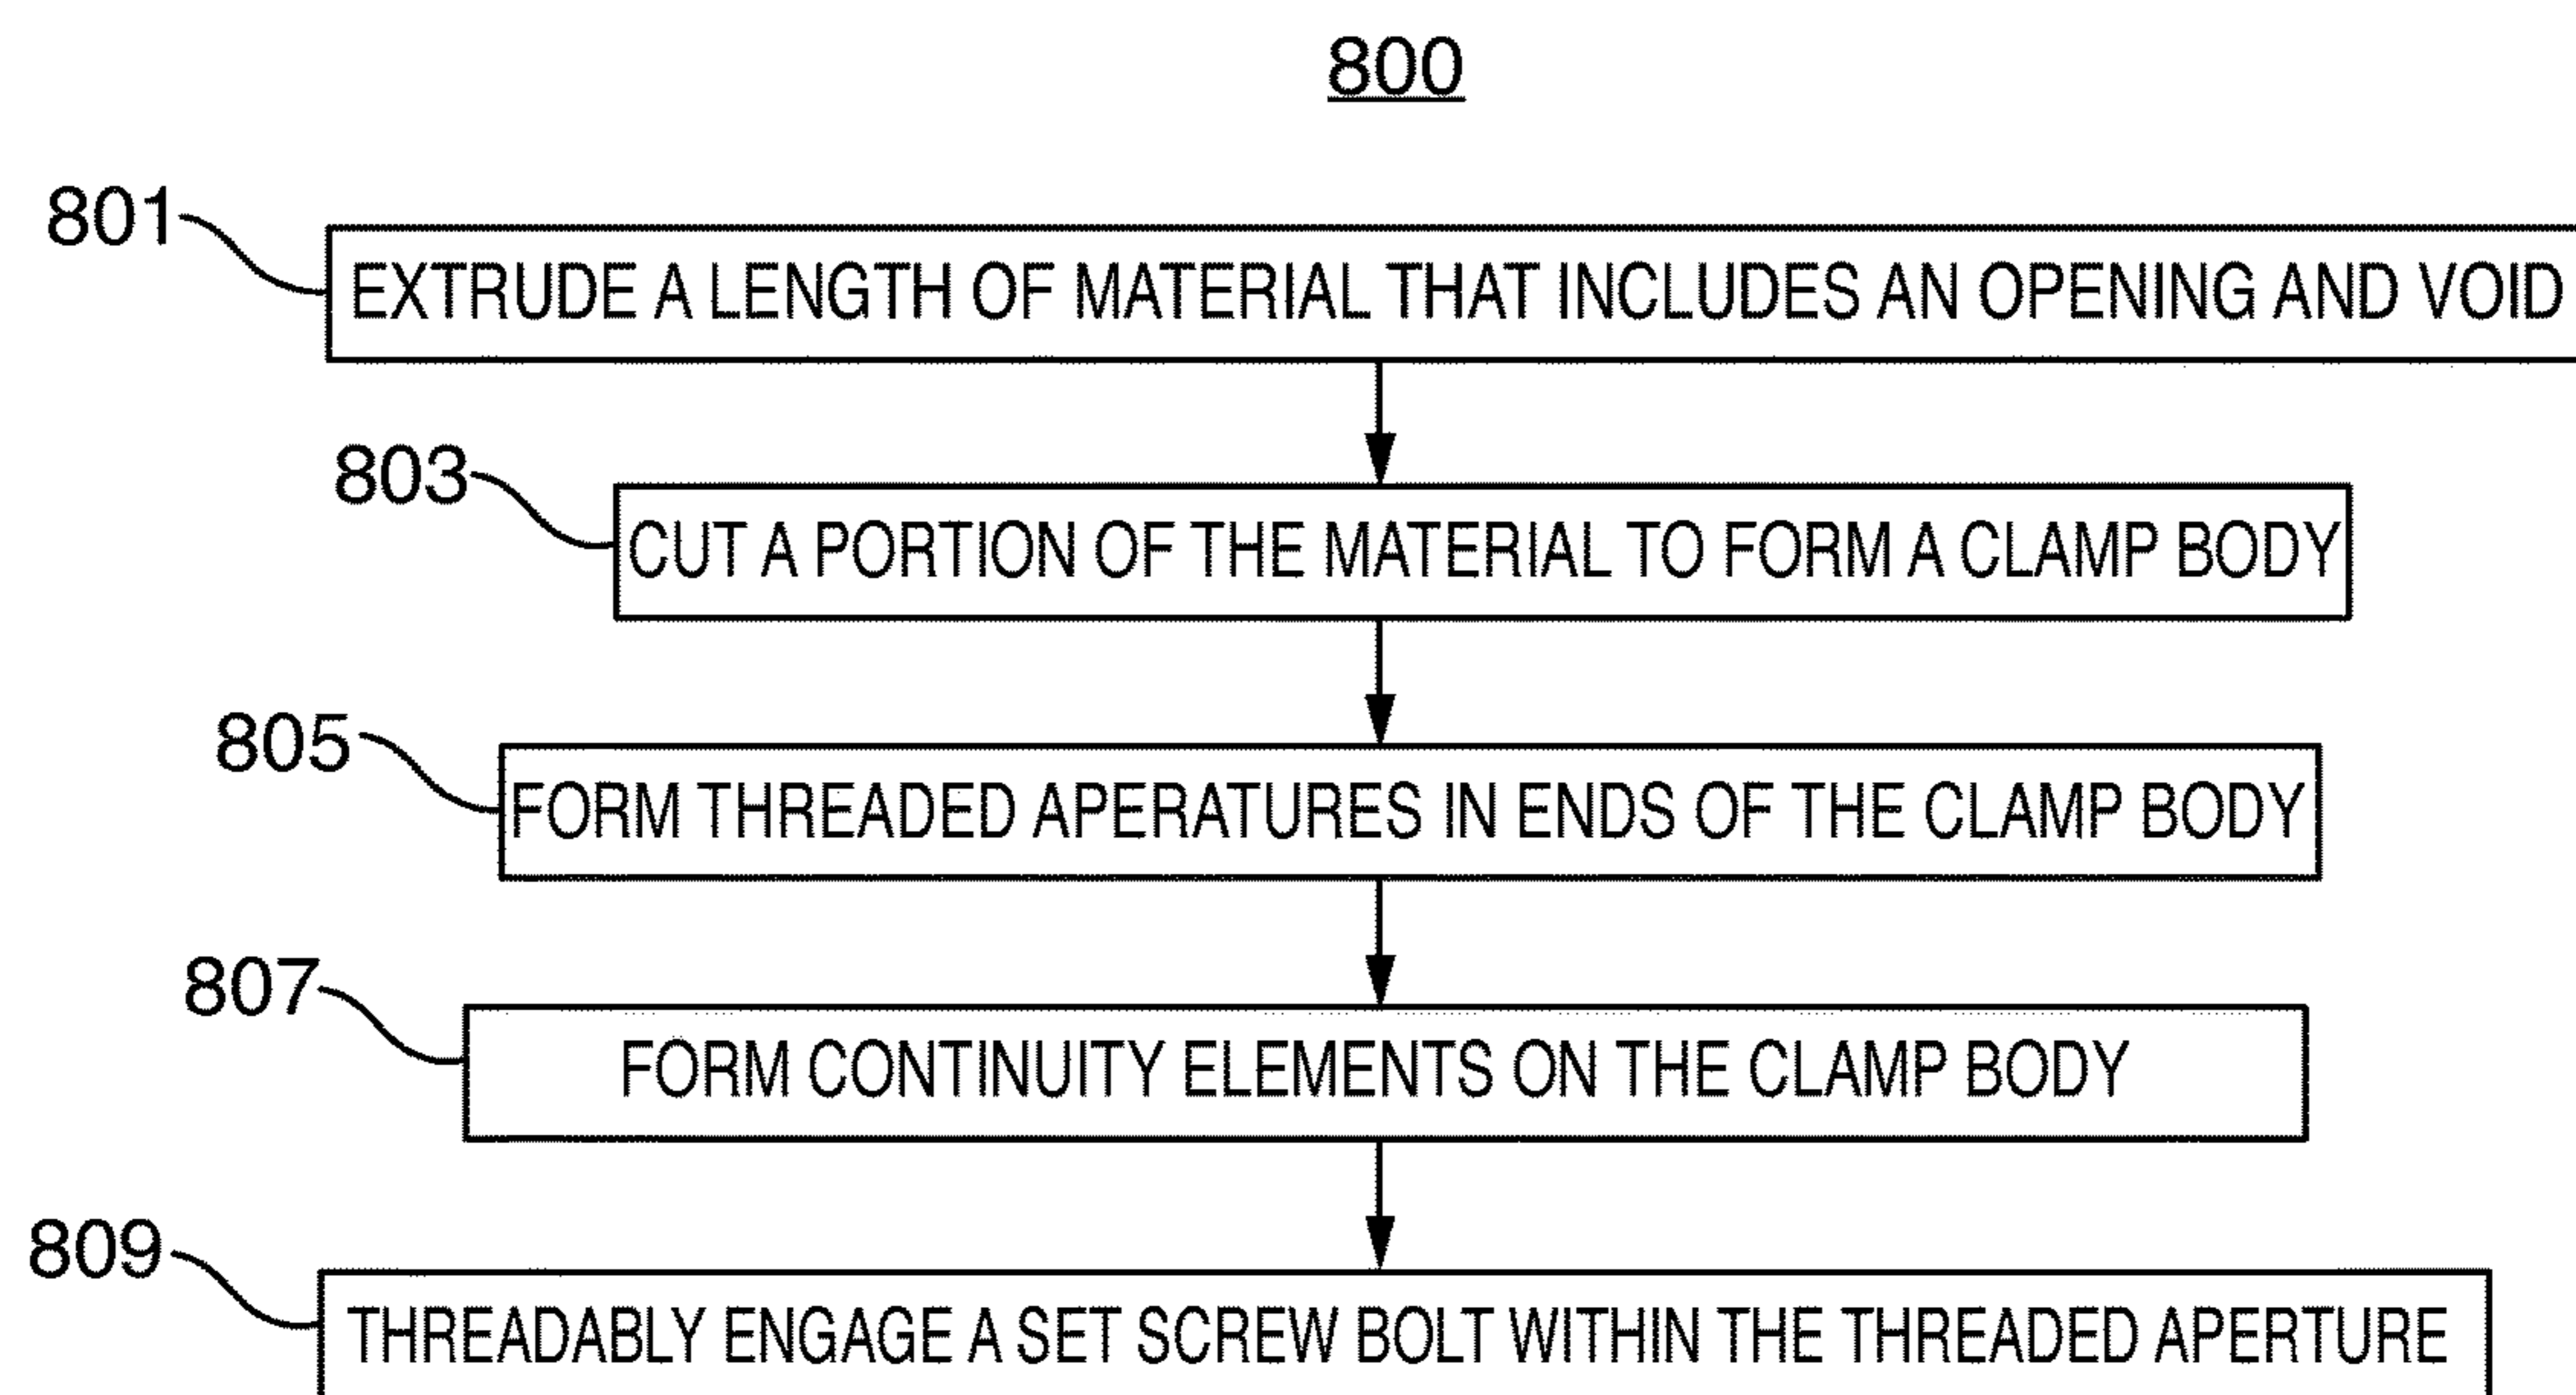 800
801
EXTRUDE A LENGTH OF MATERIAL THAT INCLUDES AN OPENING AND VOID
803
CUT A PORTION OF THE MATERIAL TO FORM A CLAMP BODY
805
FORM THREADED APERATURES IN ENDS OF THE CLAMP BODY
807
FORM CONTINUITY ELEMENTS ON THE CLAMP BODY
809
THREADABLY ENGAGE A SET SCREW BOLT WITHIN THE THREADED APERTURE